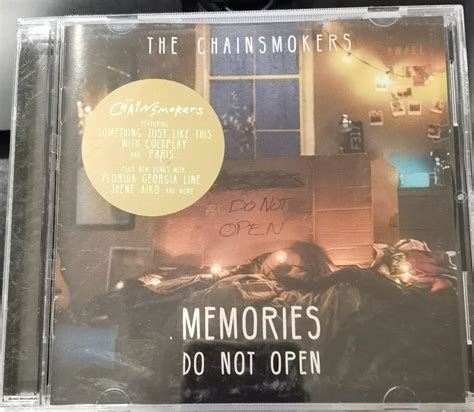 THE CHAINSMOKERS
THE
CHAINSMOKERS
FEATURING
"SOMETHING JUST LIKE THIS"
WITH COLDPLAY
AND "PARIS"
PLUS NEW SONGS WITH
FLORIDA GEORGIA LINE,
JHENE AIKO AND MORE
DO NOT
OPEN
MEMORIES
DO NOT OPEN